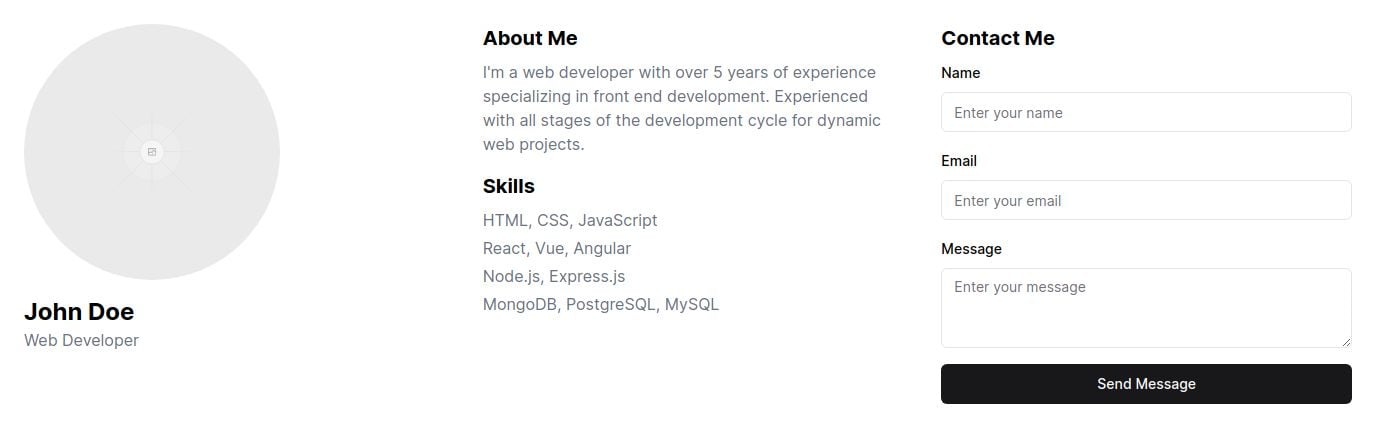 John Doe
Web Developer
About Me
I'm a web developer with over 5 years of experience
specializing in front end development. Experienced
with all stages of the development cycle for dynamic
web projects.
Skills
HTML, CSS, JavaScript
React, Vue, Angular
Node.js, Express.js
MongoDB, PostgreSQL, MySQL
Contact Me
Name
Enter your name
Email
Enter your email
Message
Enter your message
Send Message